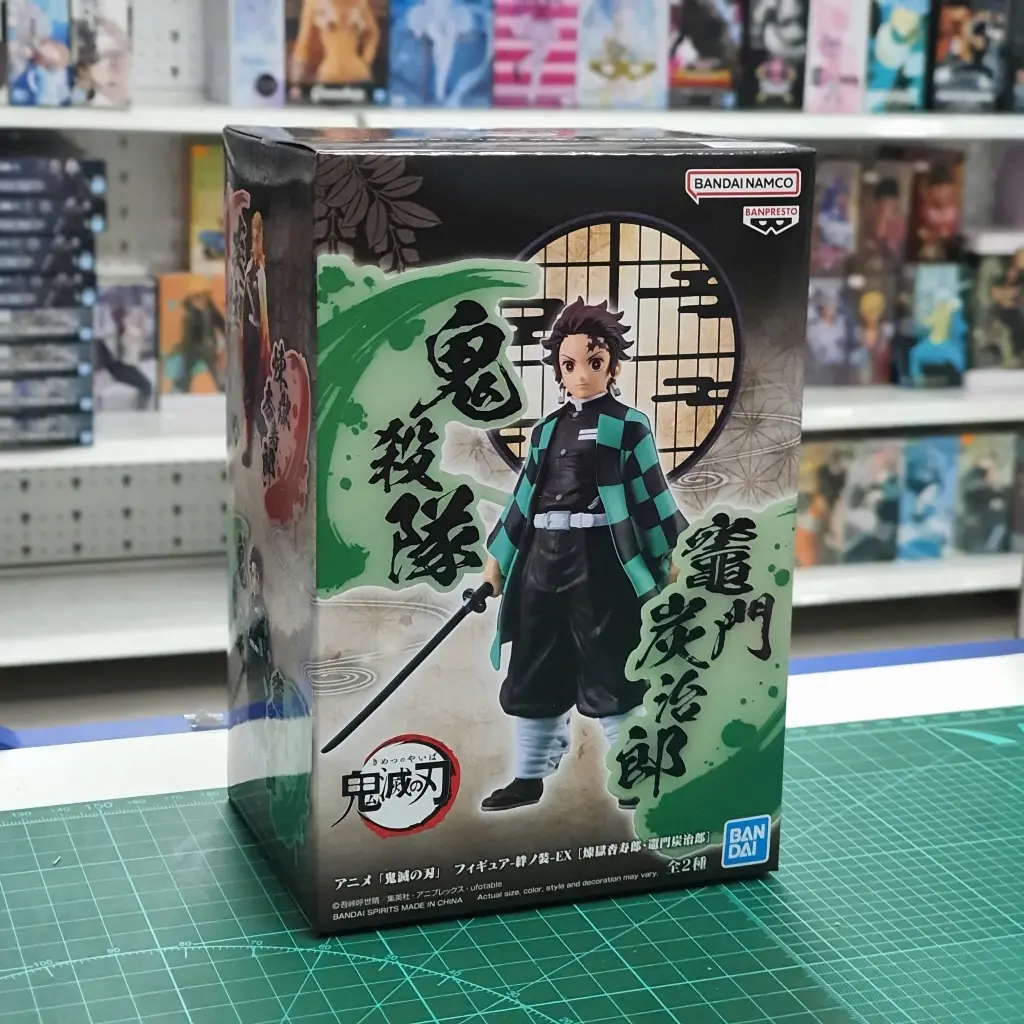 BANDAI NAMCO
BANPRESTO
鬼殺隊
竈門炭治郎
きめつのやいば
鬼滅の刃
BAN
DAI
アニメ「鬼滅の刃」 フィギュア-絆ノ装-EX [煉獄杏寿郎・竈門炭治郎] 全2種
©吾峠呼世晴／集英社・アニプレックス・ufotable
BANDAI SPIRITS MADE IN CHINA Actual size, color, style and decoration may vary.